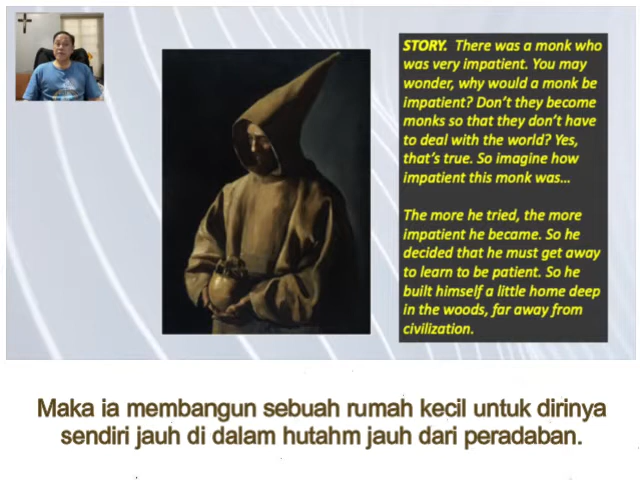 STORY. There was a monk who
was very impatient. You may
wonder, why would a monk be
impatient? Don't they become
monks so that they don't have
to deal with the world? Yes,
that's true. So imagine how
impatient this monk was...
The more he tried, the more
impatient he became. So he
decided that he must get away
to learn to be patient. So he
built himself a little home deep
in the woods, far away from
civilization.
Maka ia membangun sebuah rumah kecil untuk dirinya
sendiri jauh di dalam hutahm jauh dari peradaban.